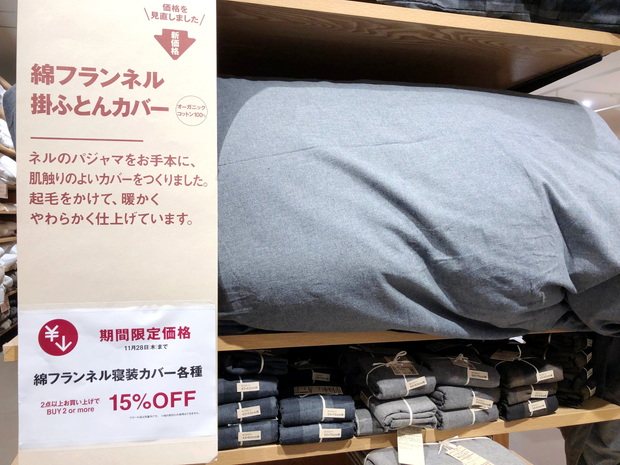 価格を
見直しました
新価格
綿フランネル
掛ふとんカバー
オーガニック
コットン100%
ネルのパジャマをお手本に、
肌触りのよいカバーをつくりました。
起毛をかけて、暖かく
やわらかく仕上げています。
¥
期間限定価格
11月28日(木)まで
綿フランネル寝装カバー各種
2点以上お買い上げで
BUY 2 or more
15%OFF